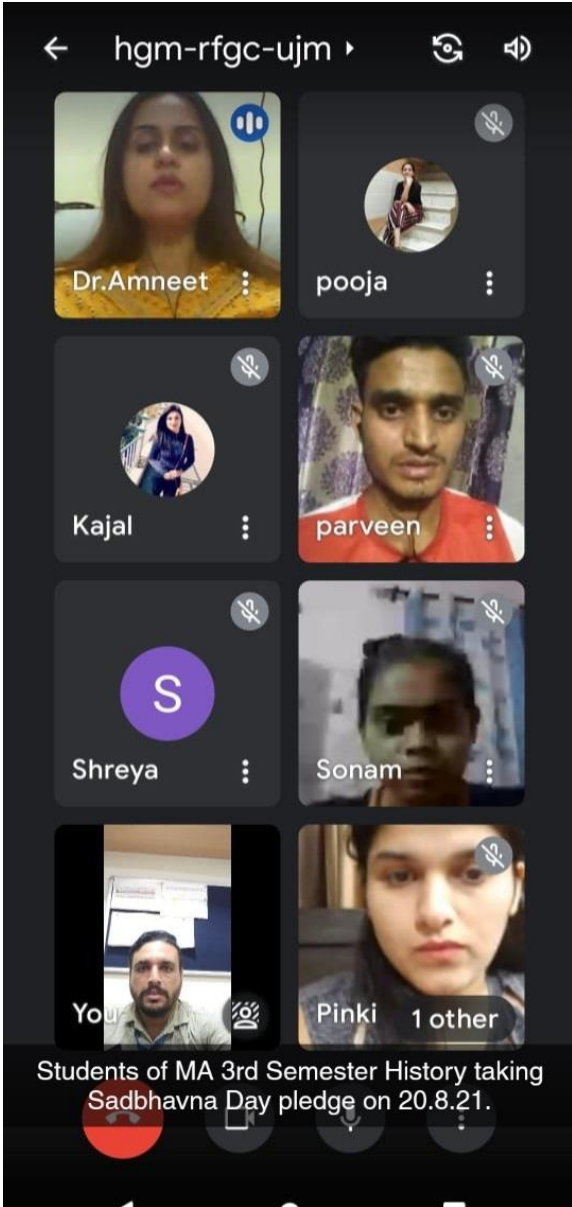 hgm-rfgc-ujm
Dr.Amneet
pooja
Kajal
parveen
S
Shreya
Sonam
You
Pinki
1 other
Students of MA 3rd Semester History taking
Sadbhavna Day pledge on 20.8.21.